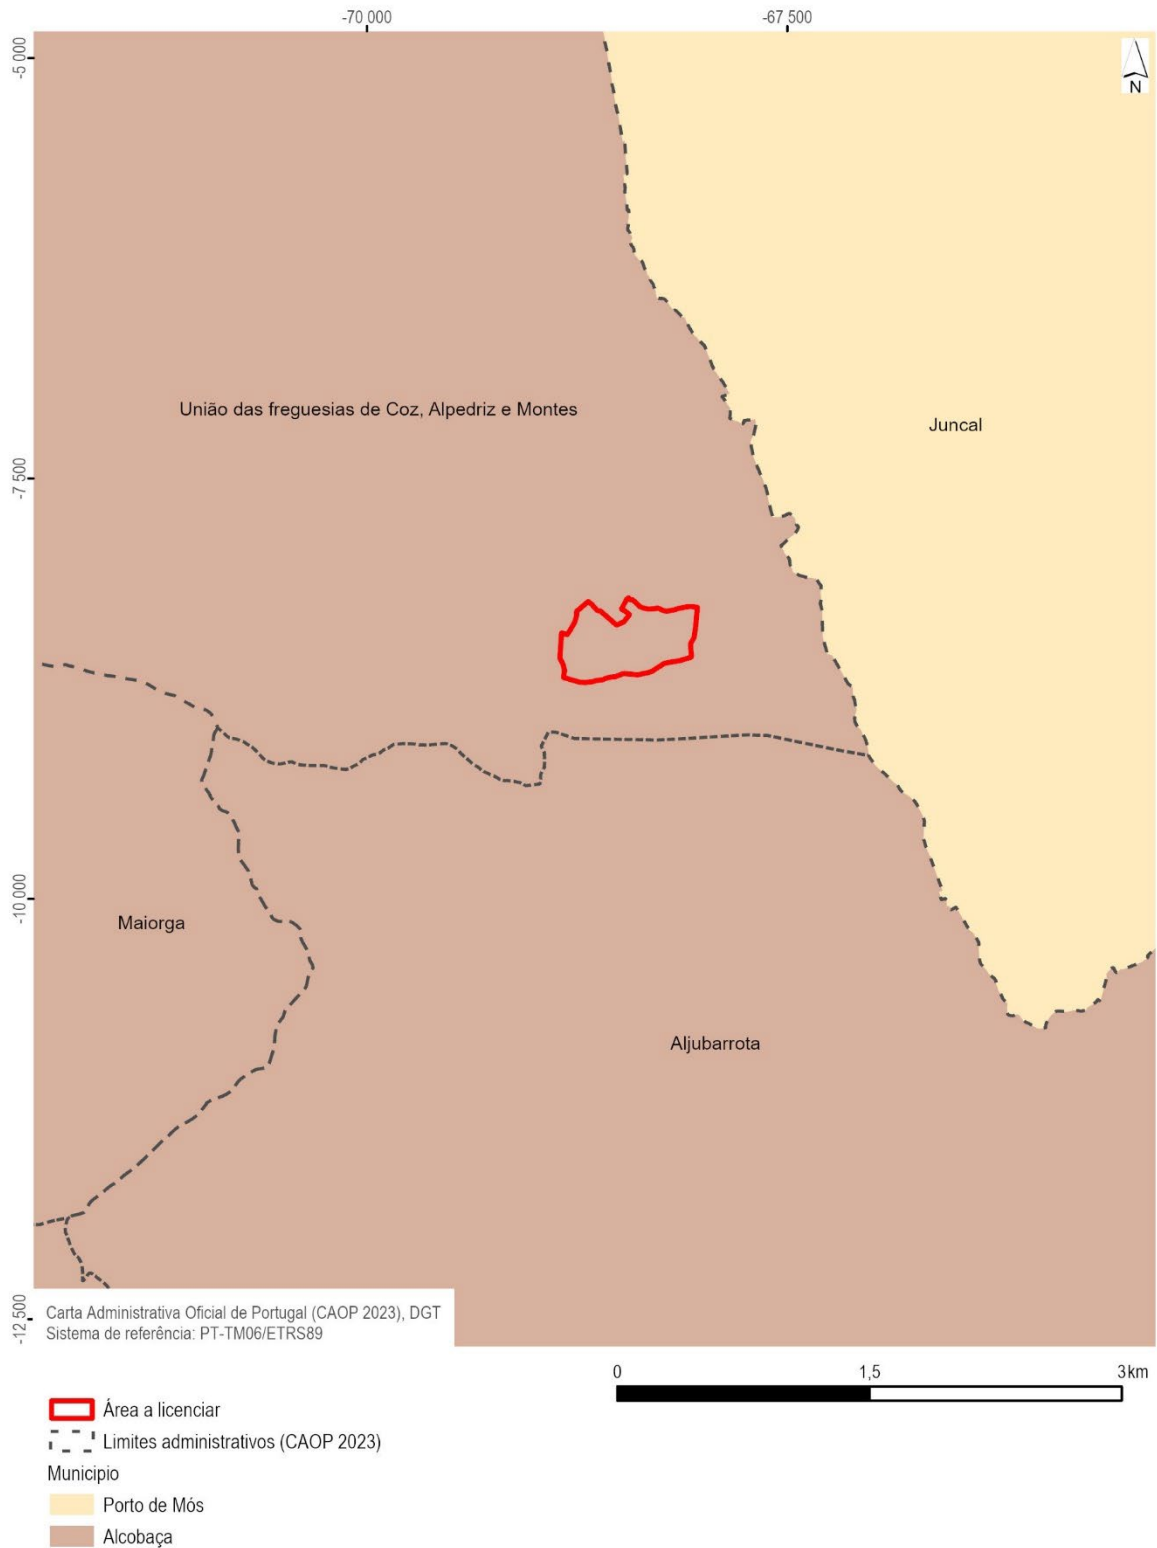 -70 000
-67 500
-5 000
N
União das freguesias de Coz, Alpedriz e Montes
Juncal
-7 500
-10 000
Maiorga
Aljubarrota
-12 500
Carta Administrativa Oficial de Portugal (CAOP 2023), DGT
Sistema de referência: PT-TM06/ETRS89
0 1,5 3km
Área a licenciar
Limites administrativos (CAOP 2023)
Municipio
Porto de Mós
Alcobaça